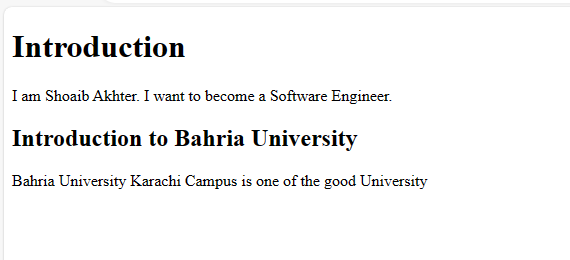 Introduction
I am Shoaib Akhter. I want to become a Software Engineer.
Introduction to Bahria University
Bahria University Karachi Campus is one of the good University